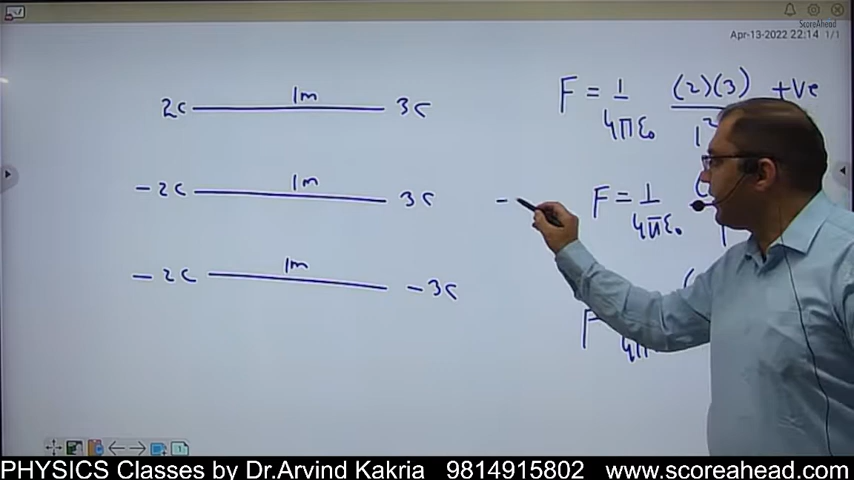 ScoreAhead
Apr-13-2022 22:14 1/1
2C 1m 3C
F = 1/4πε₀ (2)(3)/1² +ve
-2C 1m 3C
- F = 1/4πε₀
-2C 1m -3C
F
1
PHYSICS Classes by Dr.Arvind Kakria 9814915802 www.scoreahead.com